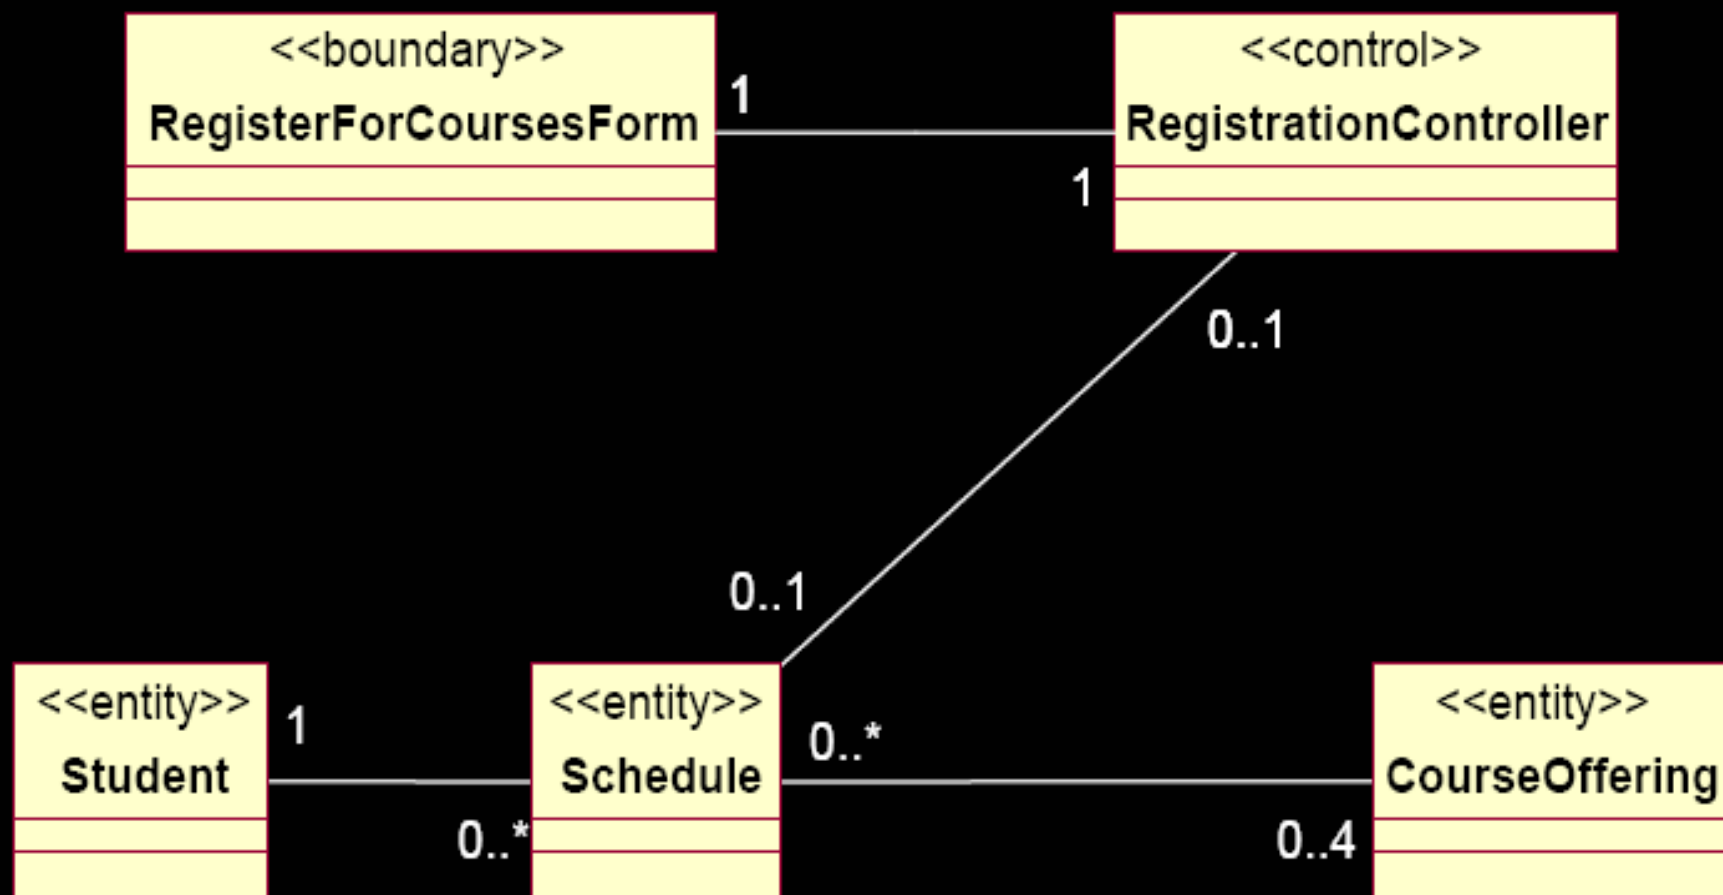 <<boundary>>
RegisterForCoursesForm
1
1
<<control>>
RegistrationController
0..1
0..1
<<entity>>
Student
1
0..*
<<entity>>
Schedule
0..*
0..4
<<entity>>
CourseOffering